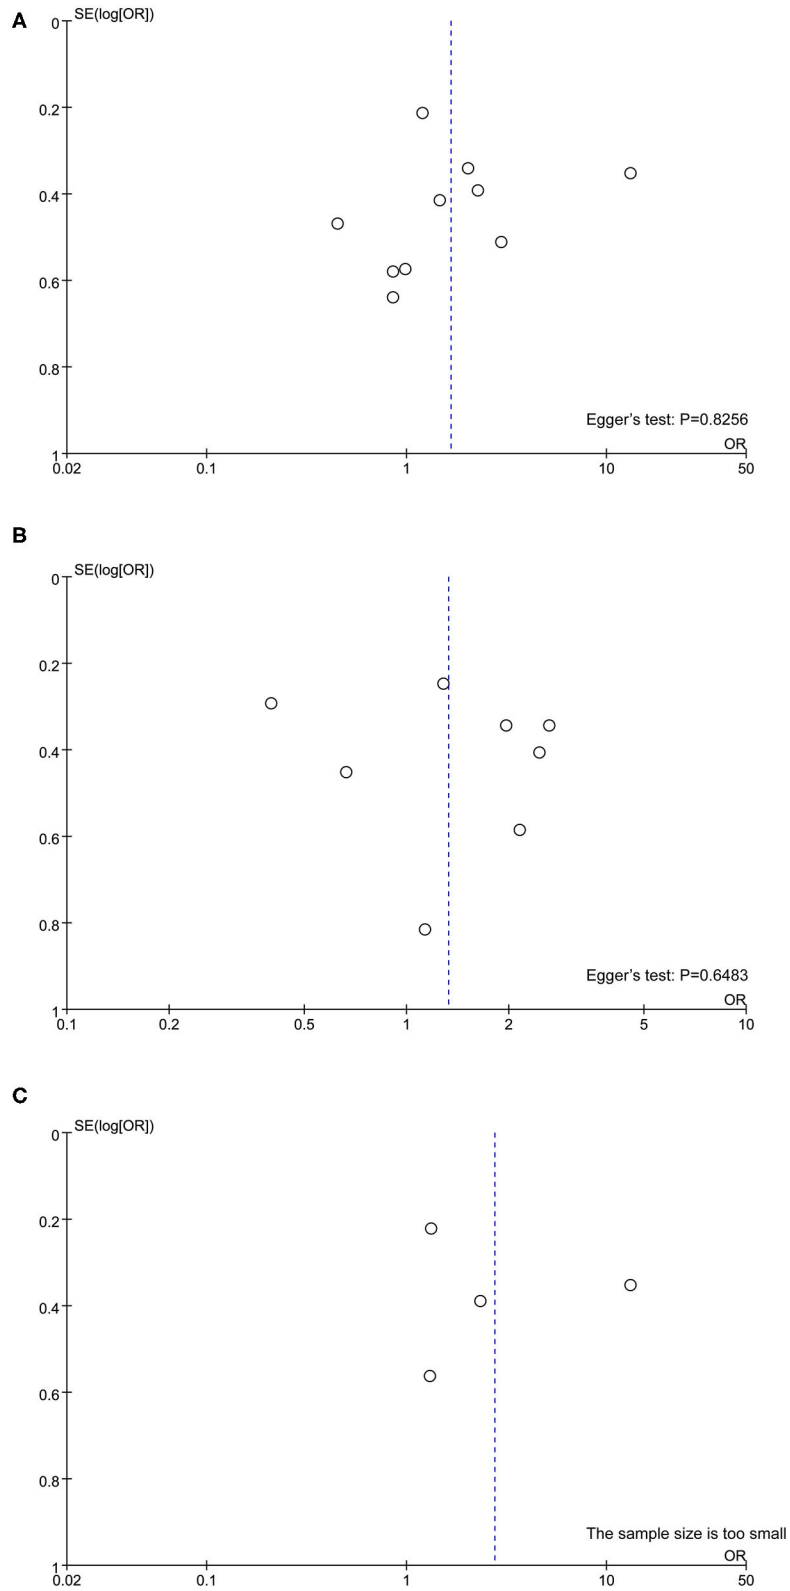 A
SE(log[OR])
0
0.2
0.4
0.6
0.8
Egger’s test: P=0.8256
OR
1
0.02 0.1 1 10 50
B
SE(log[OR])
0
0.2
0.4
0.6
0.8
Egger’s test: P=0.6483
OR
1
0.1 0.2 0.5 1 2 5 10
C
SE(log[OR])
0
0.2
0.4
0.6
0.8
The sample size is too small
OR
1
0.02 0.1 1 10 50